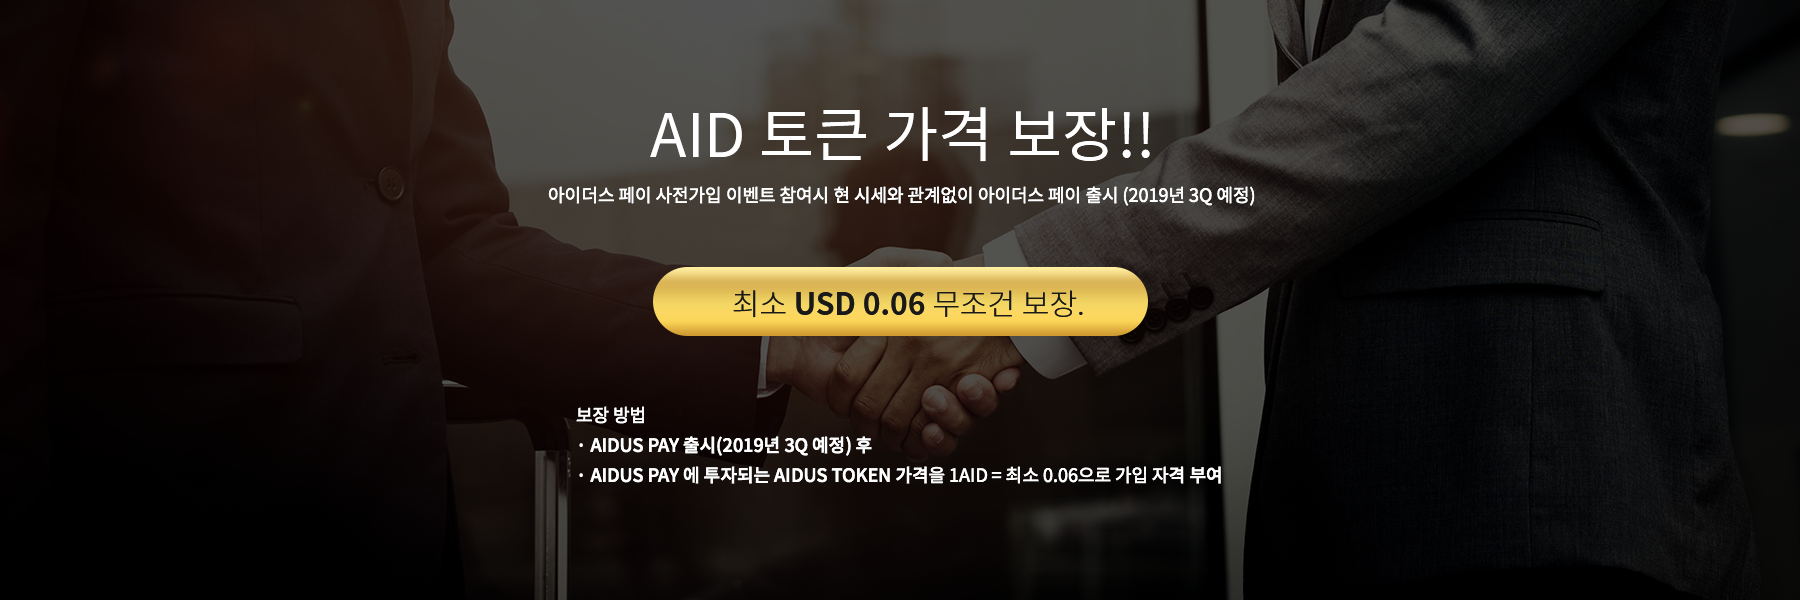 AID 토큰 가격 보장!!
아이더스 페이 사전가입 이벤트 참여시 현 시세와 관계없이 아이더스 페이 출시 (2019년 3Q 예정)
최소 USD 0.06 무조건 보장.
보장 방법
· AIDUS PAY 출시(2019년 3Q 예정) 후
· AIDUS PAY 에 투자되는 AIDUS TOKEN 가격을 1AID = 최소 0.06으로 가입 자격 부여